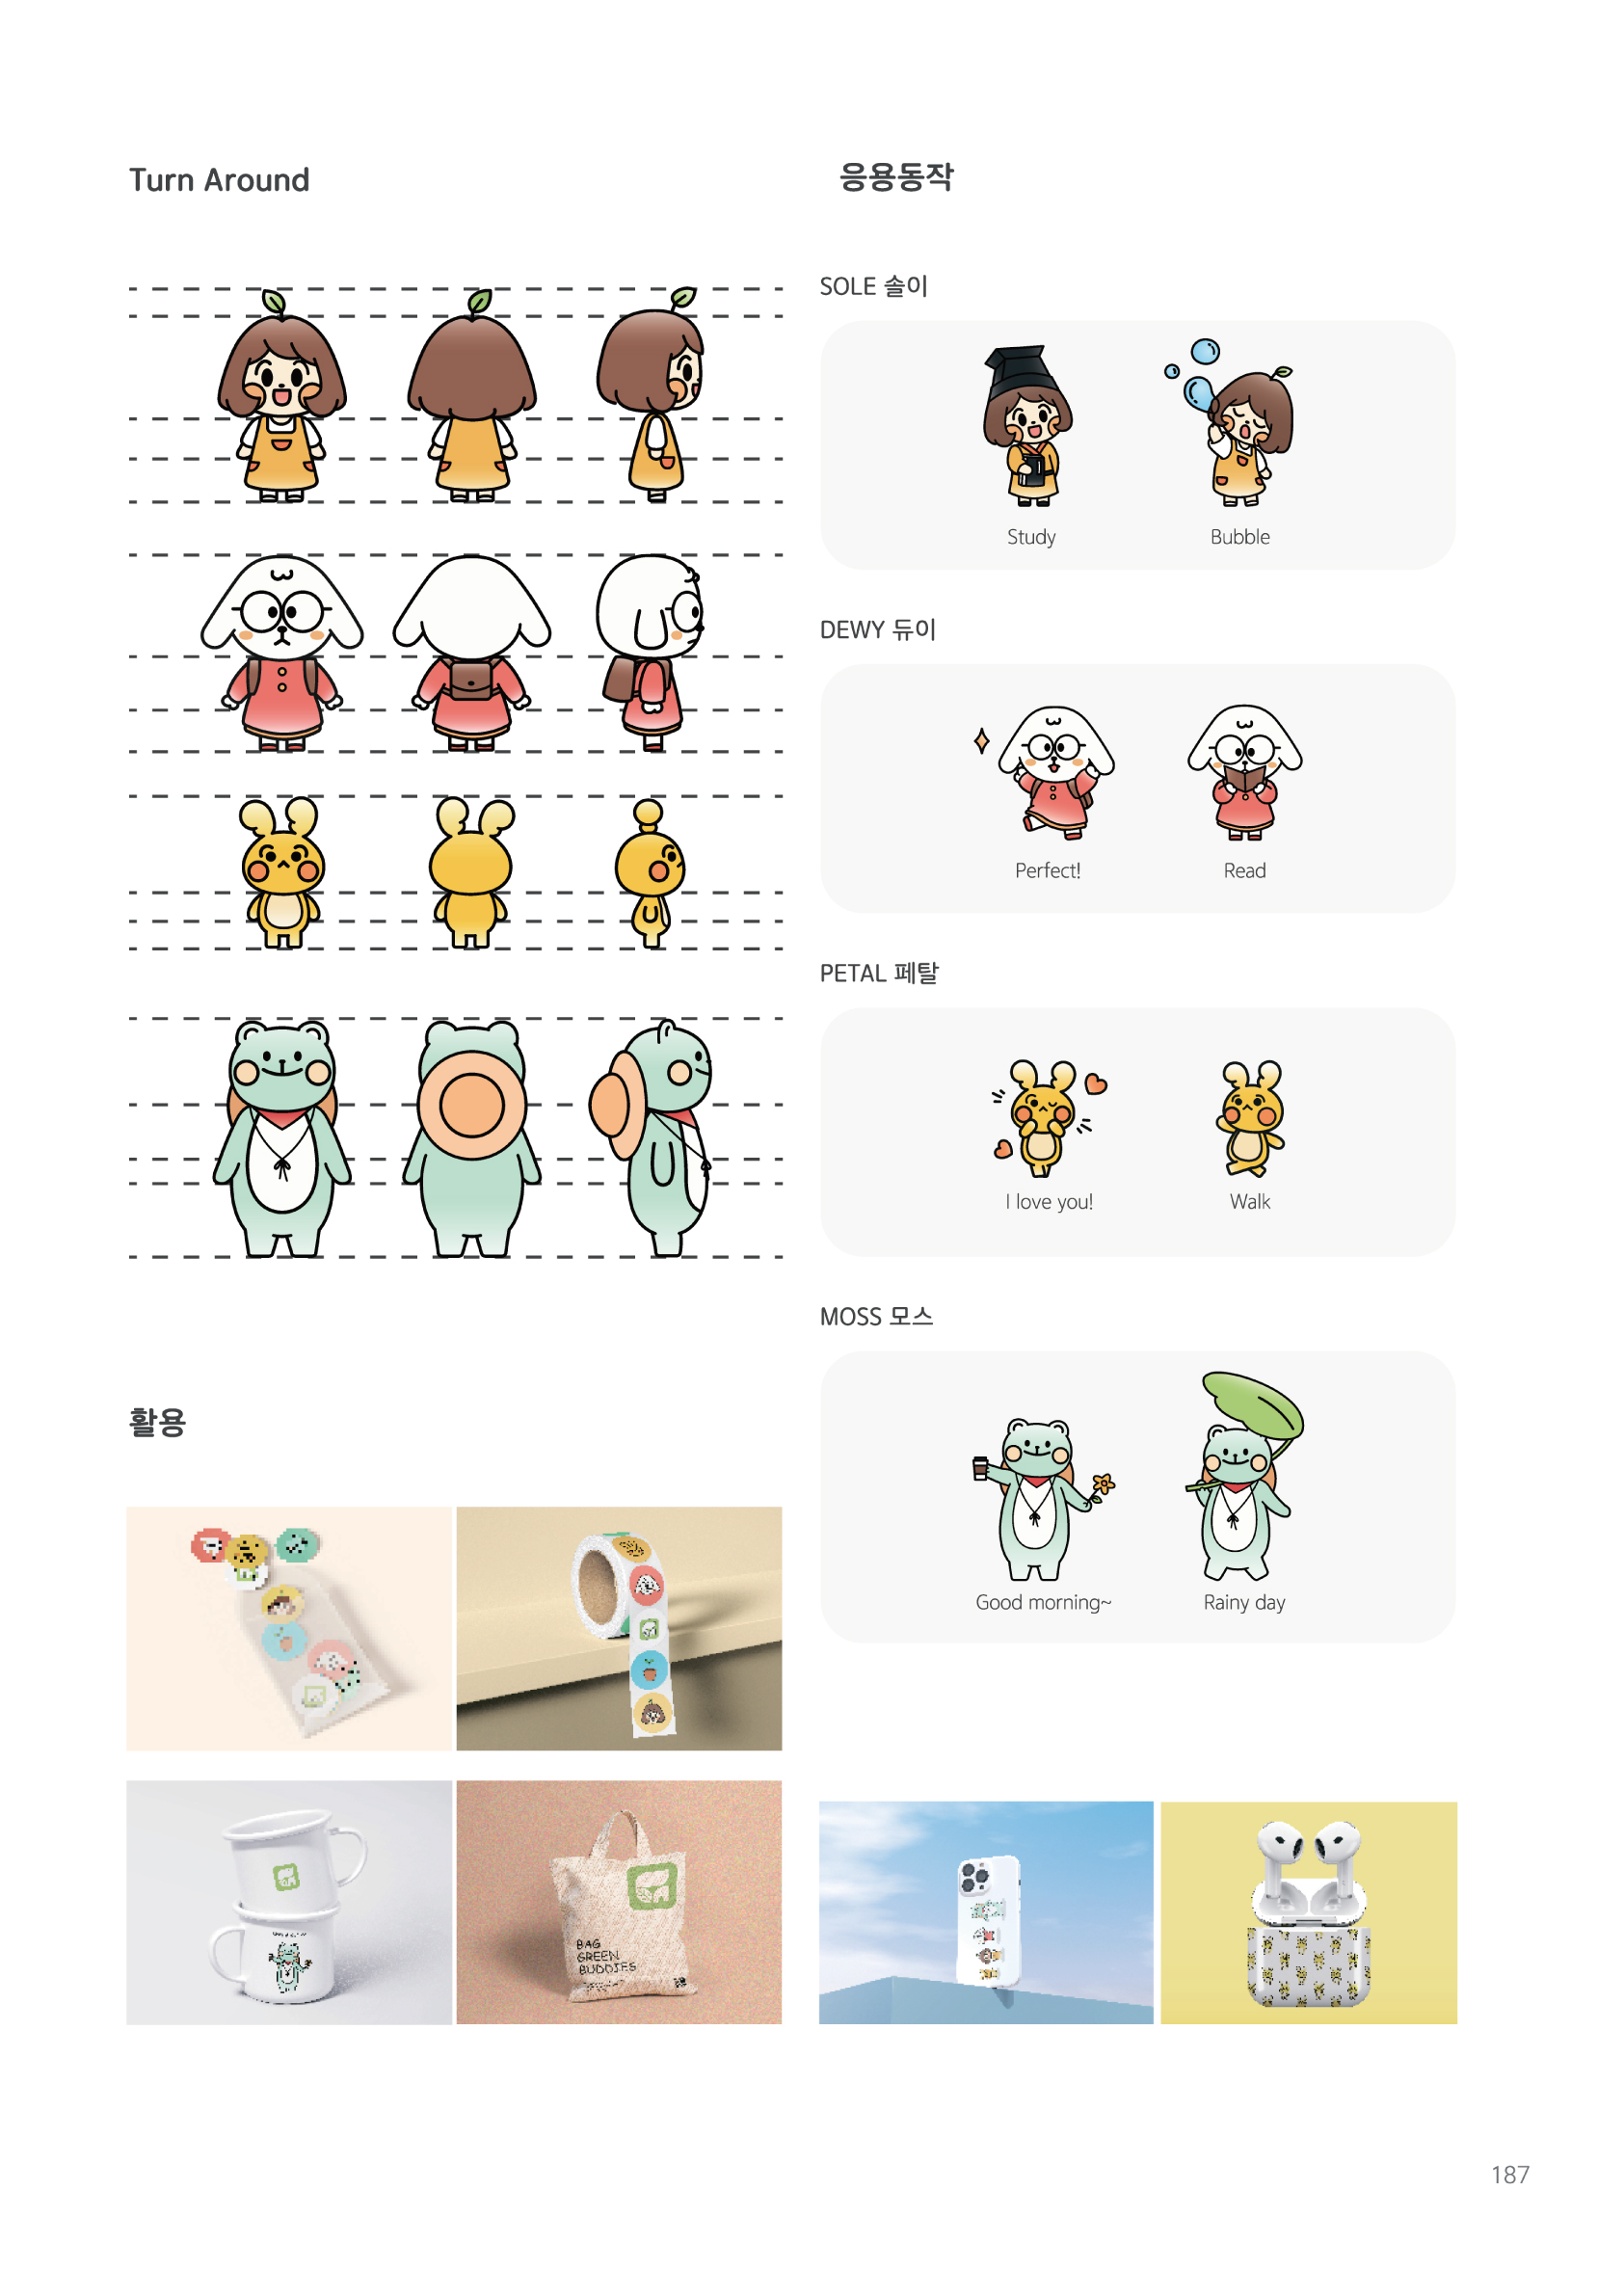 Turn Around
응용동작
SOLE 솔이
Study
Bubble
DEWY 듀이
Perfect!
Read
PETAL 페탈
I love you!
Walk
MOSS 모스
Good morning~
Rainy day
활용
BAG
GREEN
BUDDIES
187